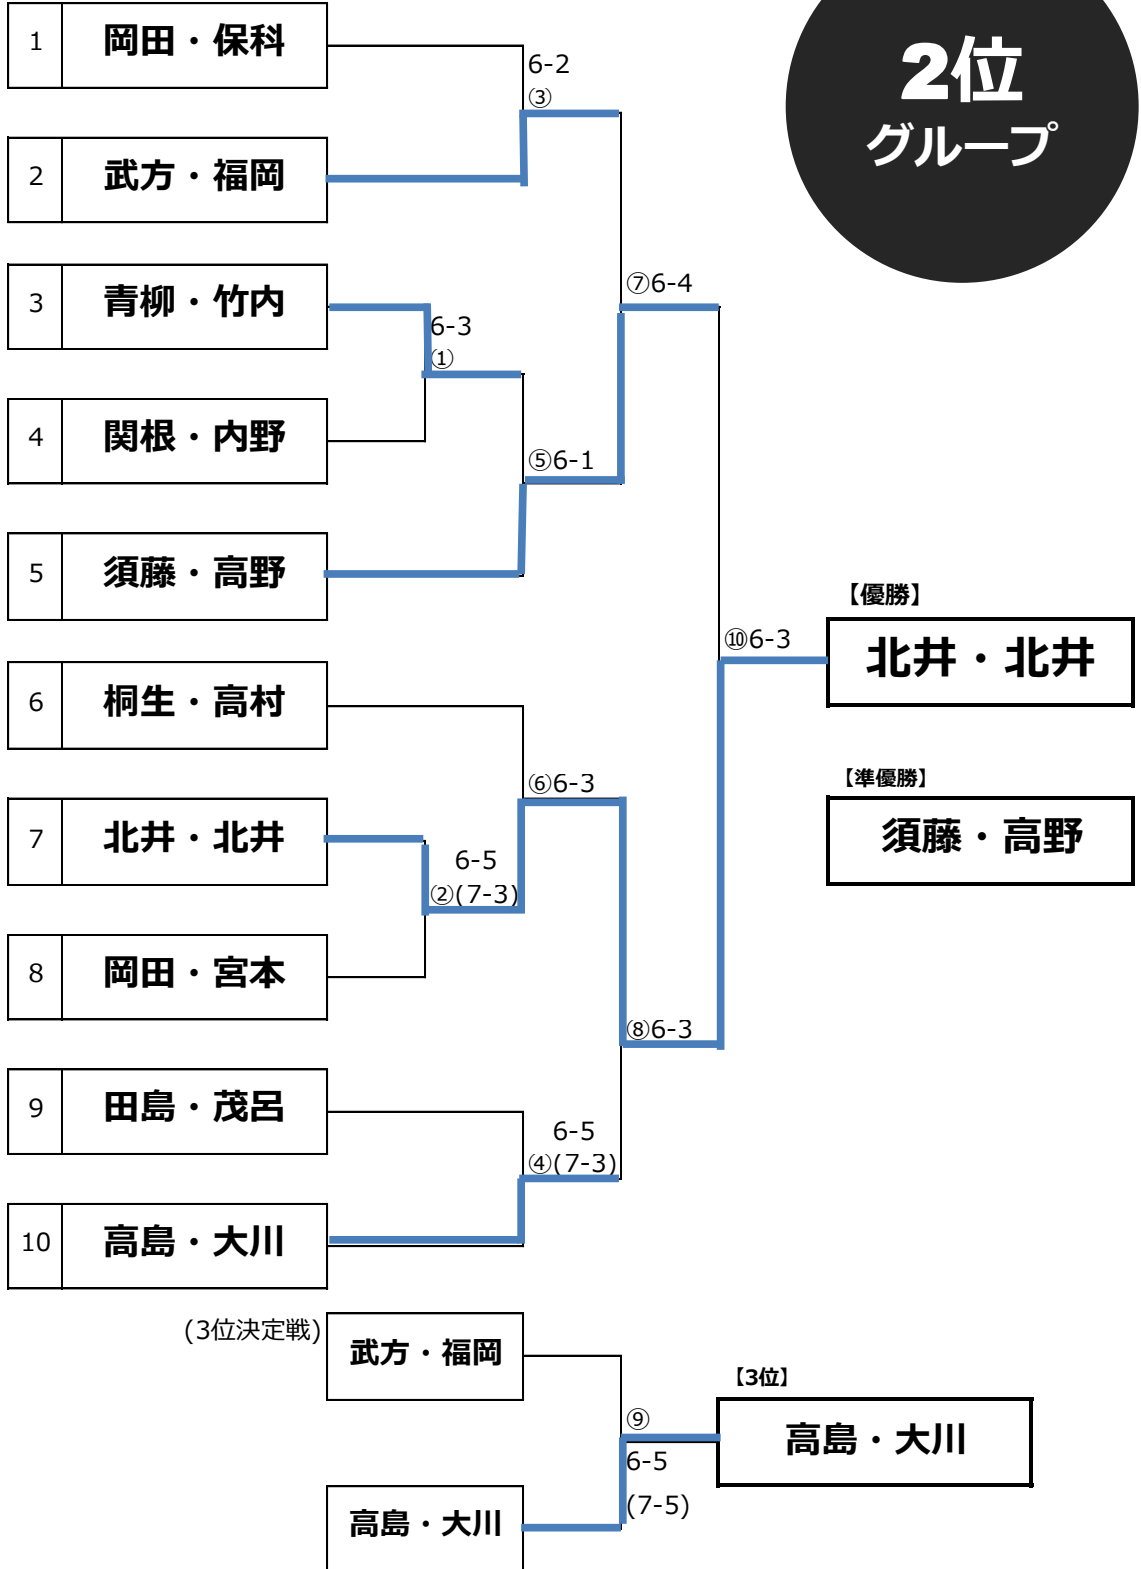 2位
グループ
1 岡田・保科
6-2
③
2 武方・福岡
3 青柳・竹内
⑦6-4
6-3
①
4 関根・内野
⑤6-1
5 須藤・高野
【優勝】
⑩6-3
北井・北井
6 桐生・高村
【準優勝】
須藤・高野
⑥6-3
7 北井・北井
6-5
②(7-3)
8 岡田・宮本
⑧6-3
9 田島・茂呂
6-5
④(7-3)
10 高島・大川
(3位決定戦)
武方・福岡
【3位】
高島・大川
⑨
6-5
(7-5)
高島・大川